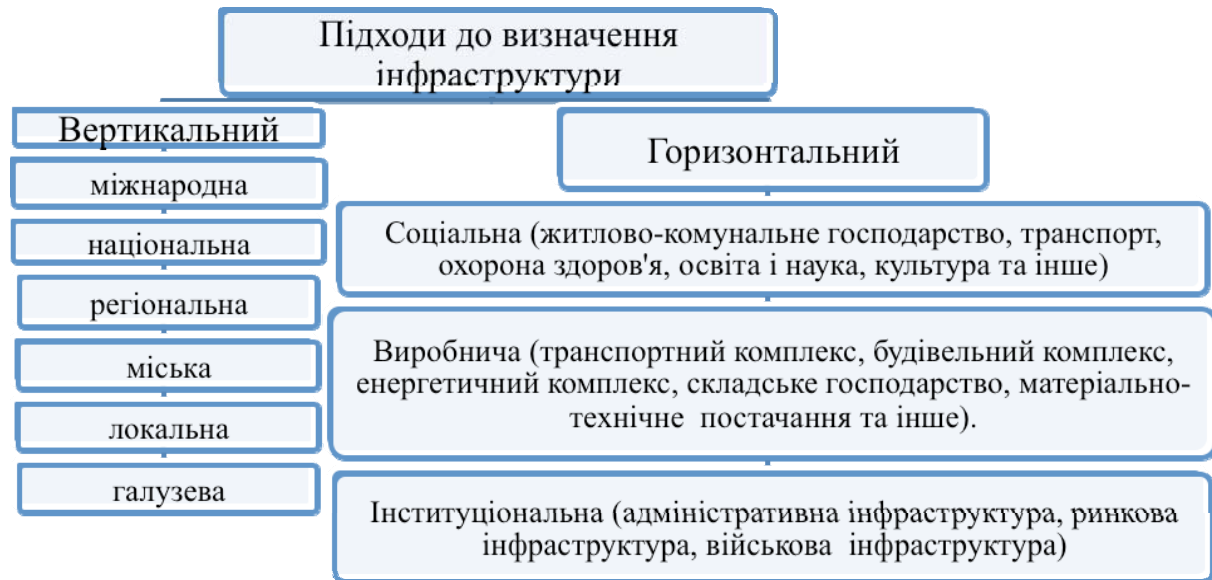 Підходи до визначення
інфраструктури
Вертикальний
міжнародна
національна
регіональна
міська
локальна
галузева
Горизонтальний
Соціальна (житлово-комунальне господарство, транспорт,
охорона здоров'я, освіта і наука, культура та інше)
Виробнича (транспортний комплекс, будівельний комплекс,
енергетичний комплекс, складське господарство, матеріально-
технічне постачання та інше).
Інституціональна (адміністративна інфраструктура, ринкова
інфраструктура, військова інфраструктура)